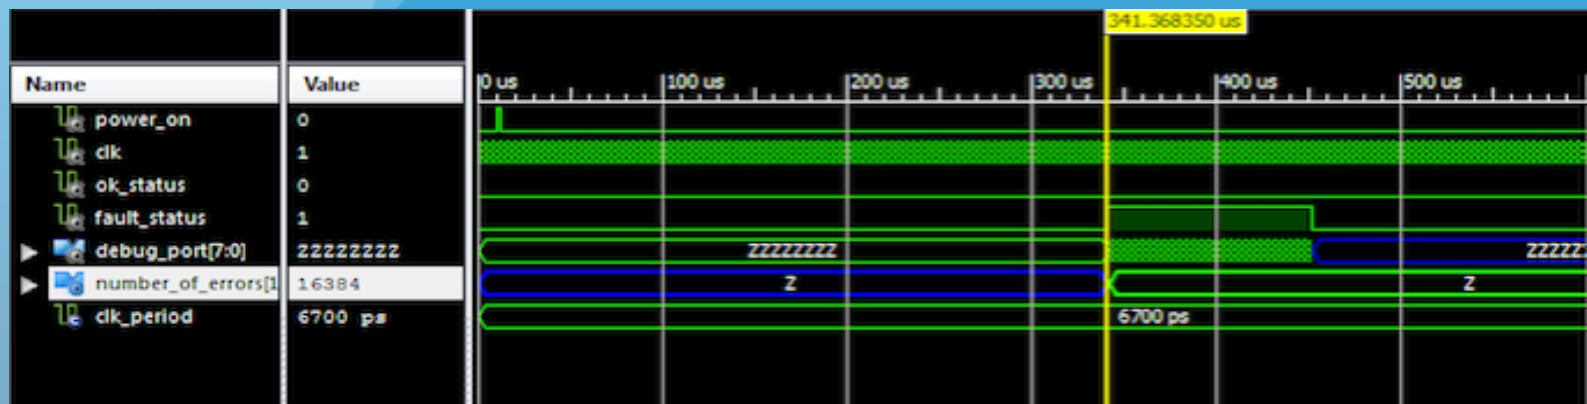 341.368350 us
Name Value 0 us 100 us 200 us 300 us 400 us 500 us
power_on 0
clk 1
ok_status 0
fault_status 1
debug_port[7:0] ZZZZZZZZ ZZZZZZZZ ZZZZZ
number_of_errors[1 16384 Z Z
clk_period 6700 ps 6700 ps